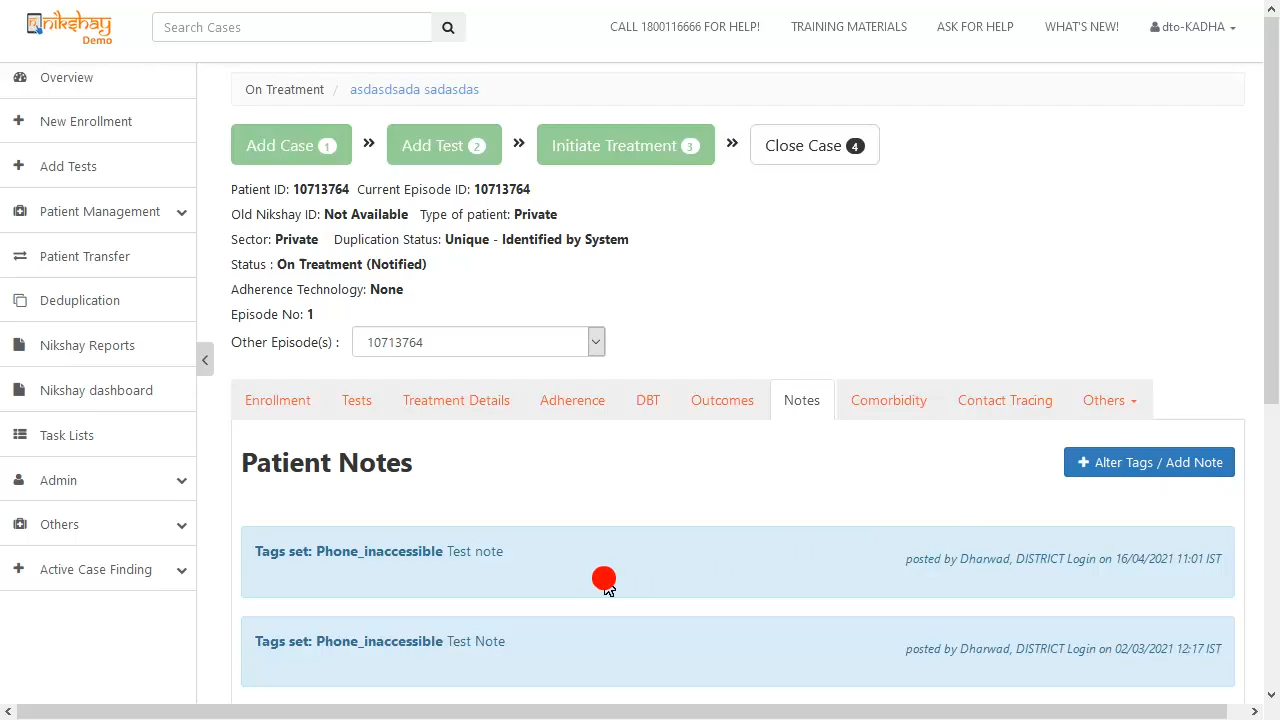 nikshay
Demo
Search Cases
CALL 1800116666 FOR HELP!
TRAINING MATERIALS
ASK FOR HELP
WHAT'S NEW!
dto-KADHA
Overview
New Enrollment
Add Tests
Patient Management
Patient Transfer
Deduplication
Nikshay Reports
Nikshay dashboard
Task Lists
Admin
Others
Active Case Finding
On Treatment / asdasdsada sadasdas
Add Case 1 » Add Test 2 » Initiate Treatment 3 » Close Case 4
Patient ID: 10713764 Current Episode ID: 10713764
Old Nikshay ID: Not Available Type of patient: Private
Sector: Private Duplication Status: Unique - Identified by System
Status : On Treatment (Notified)
Adherence Technology: None
Episode No: 1
Other Episode(s) : 10713764
Enrollment Tests Treatment Details Adherence DBT Outcomes Notes Comorbidity Contact Tracing Others
Patient Notes
+ Alter Tags / Add Note
Tags set: Phone_inaccessible Test note
posted by Dharwad, DISTRICT Login on 16/04/2021 11:01 IST
Tags set: Phone_inaccessible Test Note
posted by Dharwad, DISTRICT Login on 02/03/2021 12:17 IST